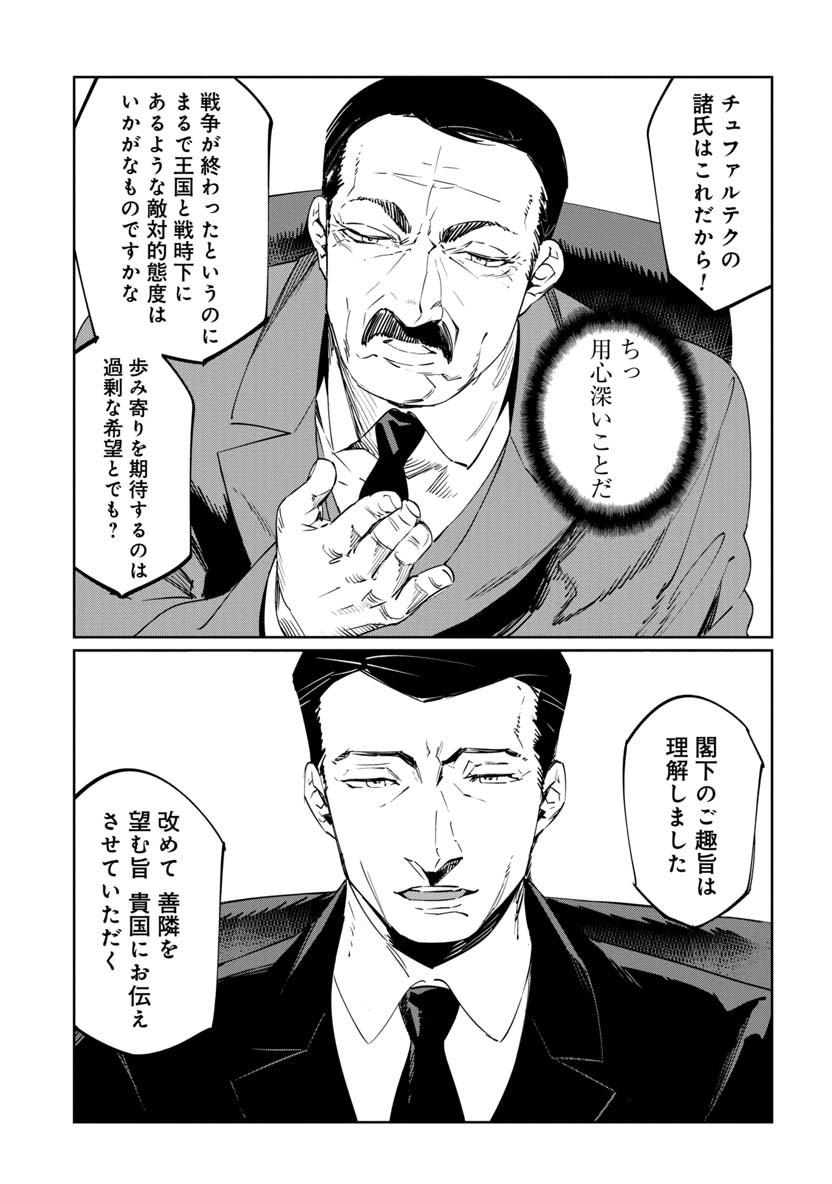 チュファルテクの
諸氏はこれだから！
ちっ
用心深いことだ
戦争が終わったというのに
まるで王国と戦時下に
あるような敵対的態度は
いかがなものですかな
歩み寄りを期待するのは
過剰な希望とでも？
閣下のご趣旨は
理解しました
改めて 善隣を
望む旨 貴国にお伝え
させていただく